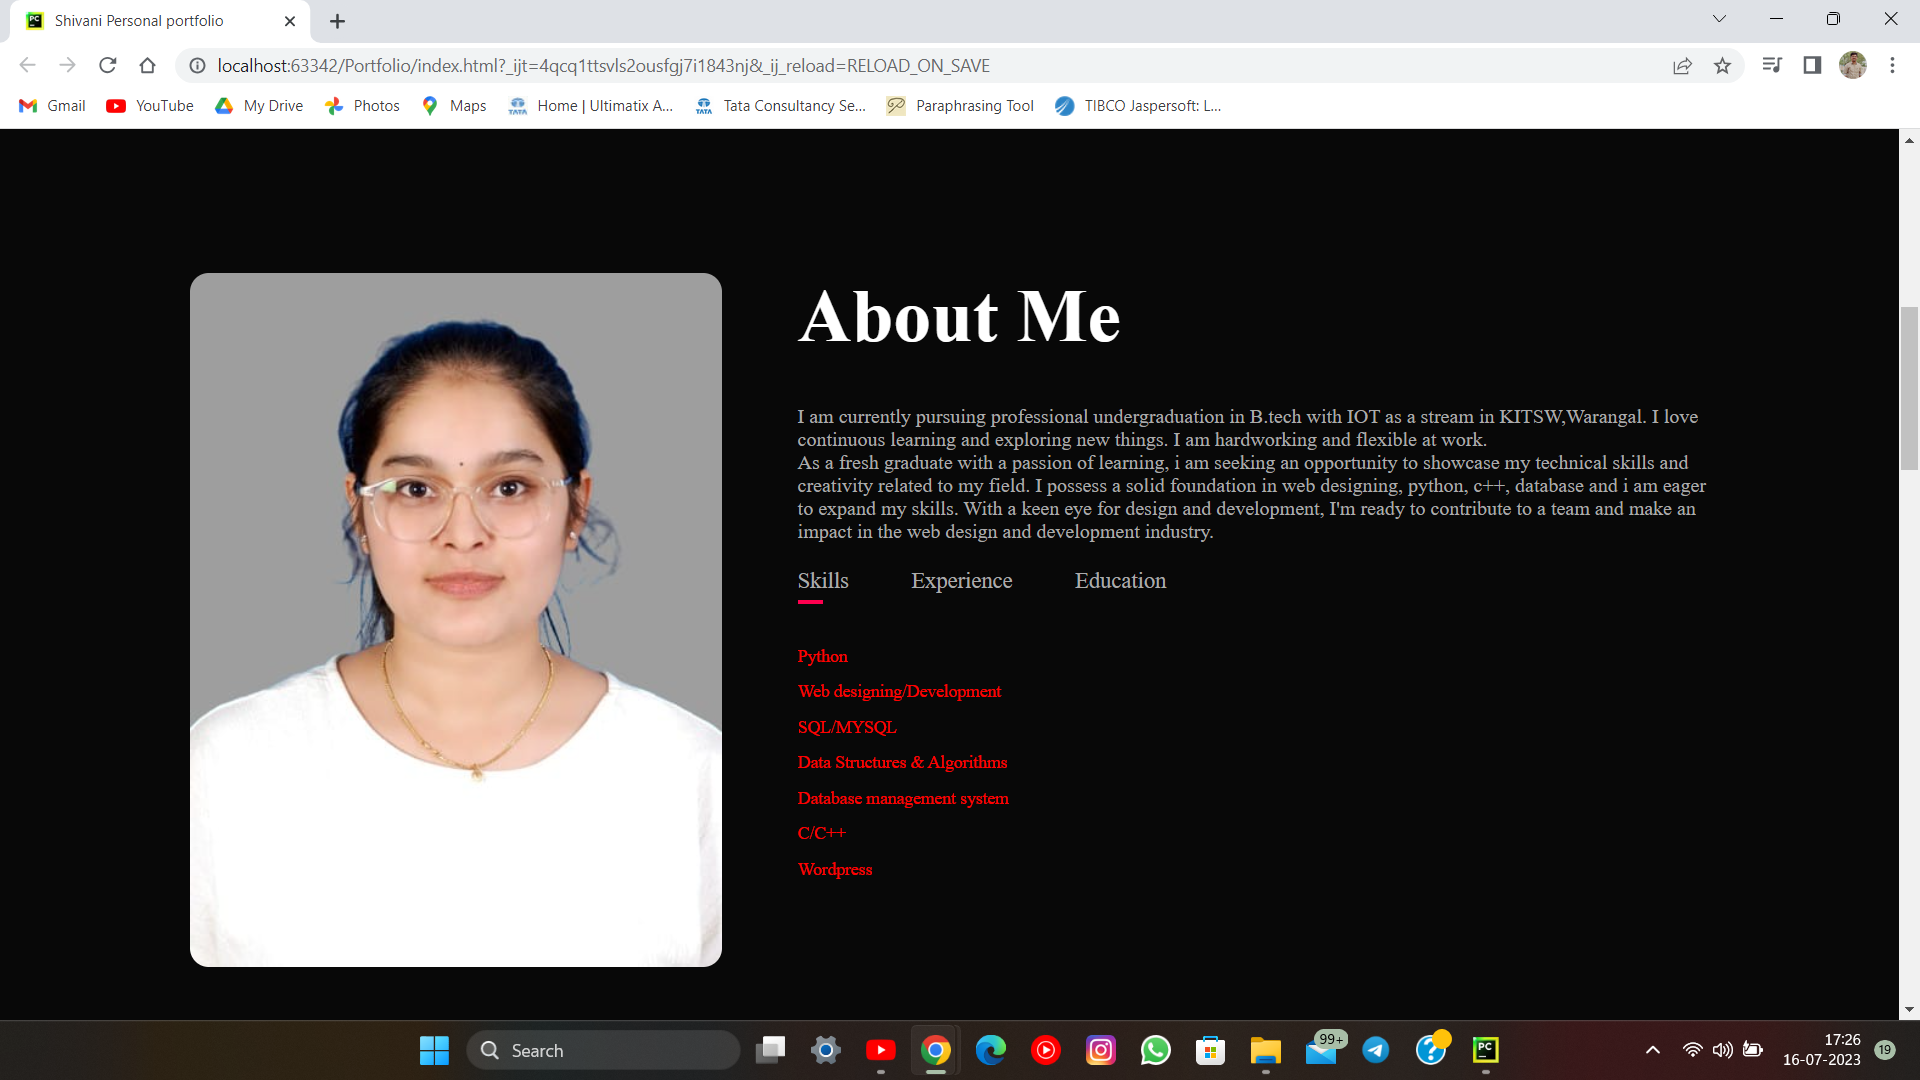 Shivani Personal portfolio
localhost:63342/Portfolio/index.html?_ijt=4qcq1ttsvls2ousfgj7i1843nj&_ij_reload=RELOAD_ON_SAVE
Gmail YouTube My Drive Photos Maps Home | Ultimatix A... Tata Consultancy Se... Paraphrasing Tool TIBCO Jaspersoft: L...
About Me
I am currently pursuing professional undergraduation in B.tech with IOT as a stream in KITSW,Warangal. I love
continuous learning and exploring new things. I am hardworking and flexible at work.
As a fresh graduate with a passion of learning, i am seeking an opportunity to showcase my technical skills and
creativity related to my field. I possess a solid foundation in web designing, python, c++, database and i am eager
to expand my skills. With a keen eye for design and development, I'm ready to contribute to a team and make an
impact in the web design and development industry.
Skills Experience Education
Python
Web designing/Development
SQL/MYSQL
Data Structures & Algorithms
Database management system
C/C++
Wordpress
Search
99+
PC
17:26
16-07-2023
19